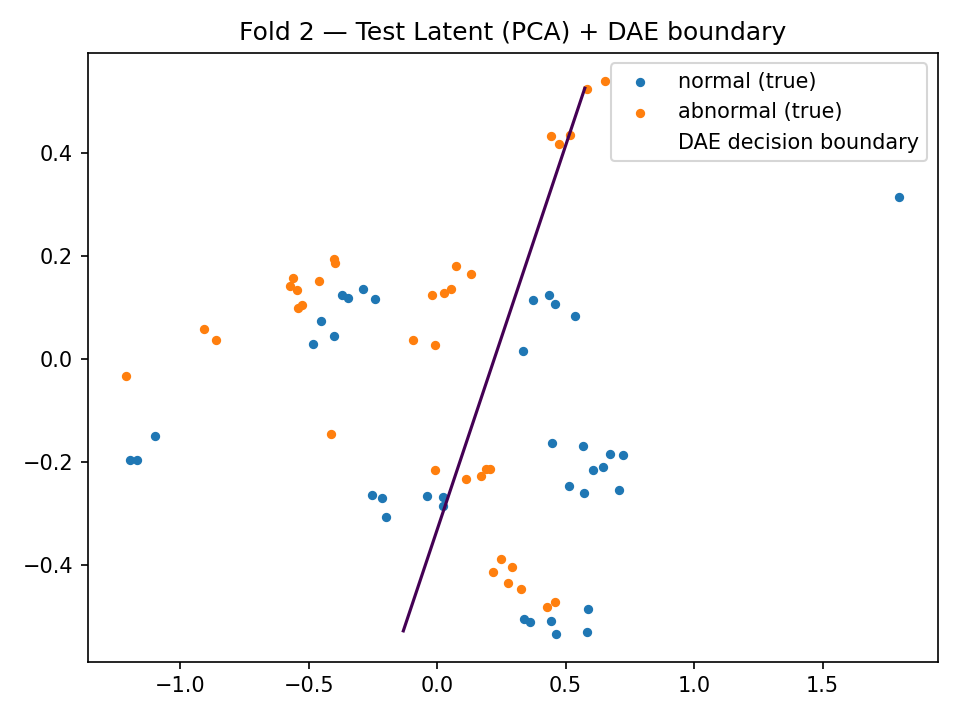 Fold 2 — Test Latent (PCA) + DAE boundary
normal (true)
abnormal (true)
DAE decision boundary
0.4
0.2
0.0
−0.2
−0.4
−1.0
−0.5
0.0
0.5
1.0
1.5